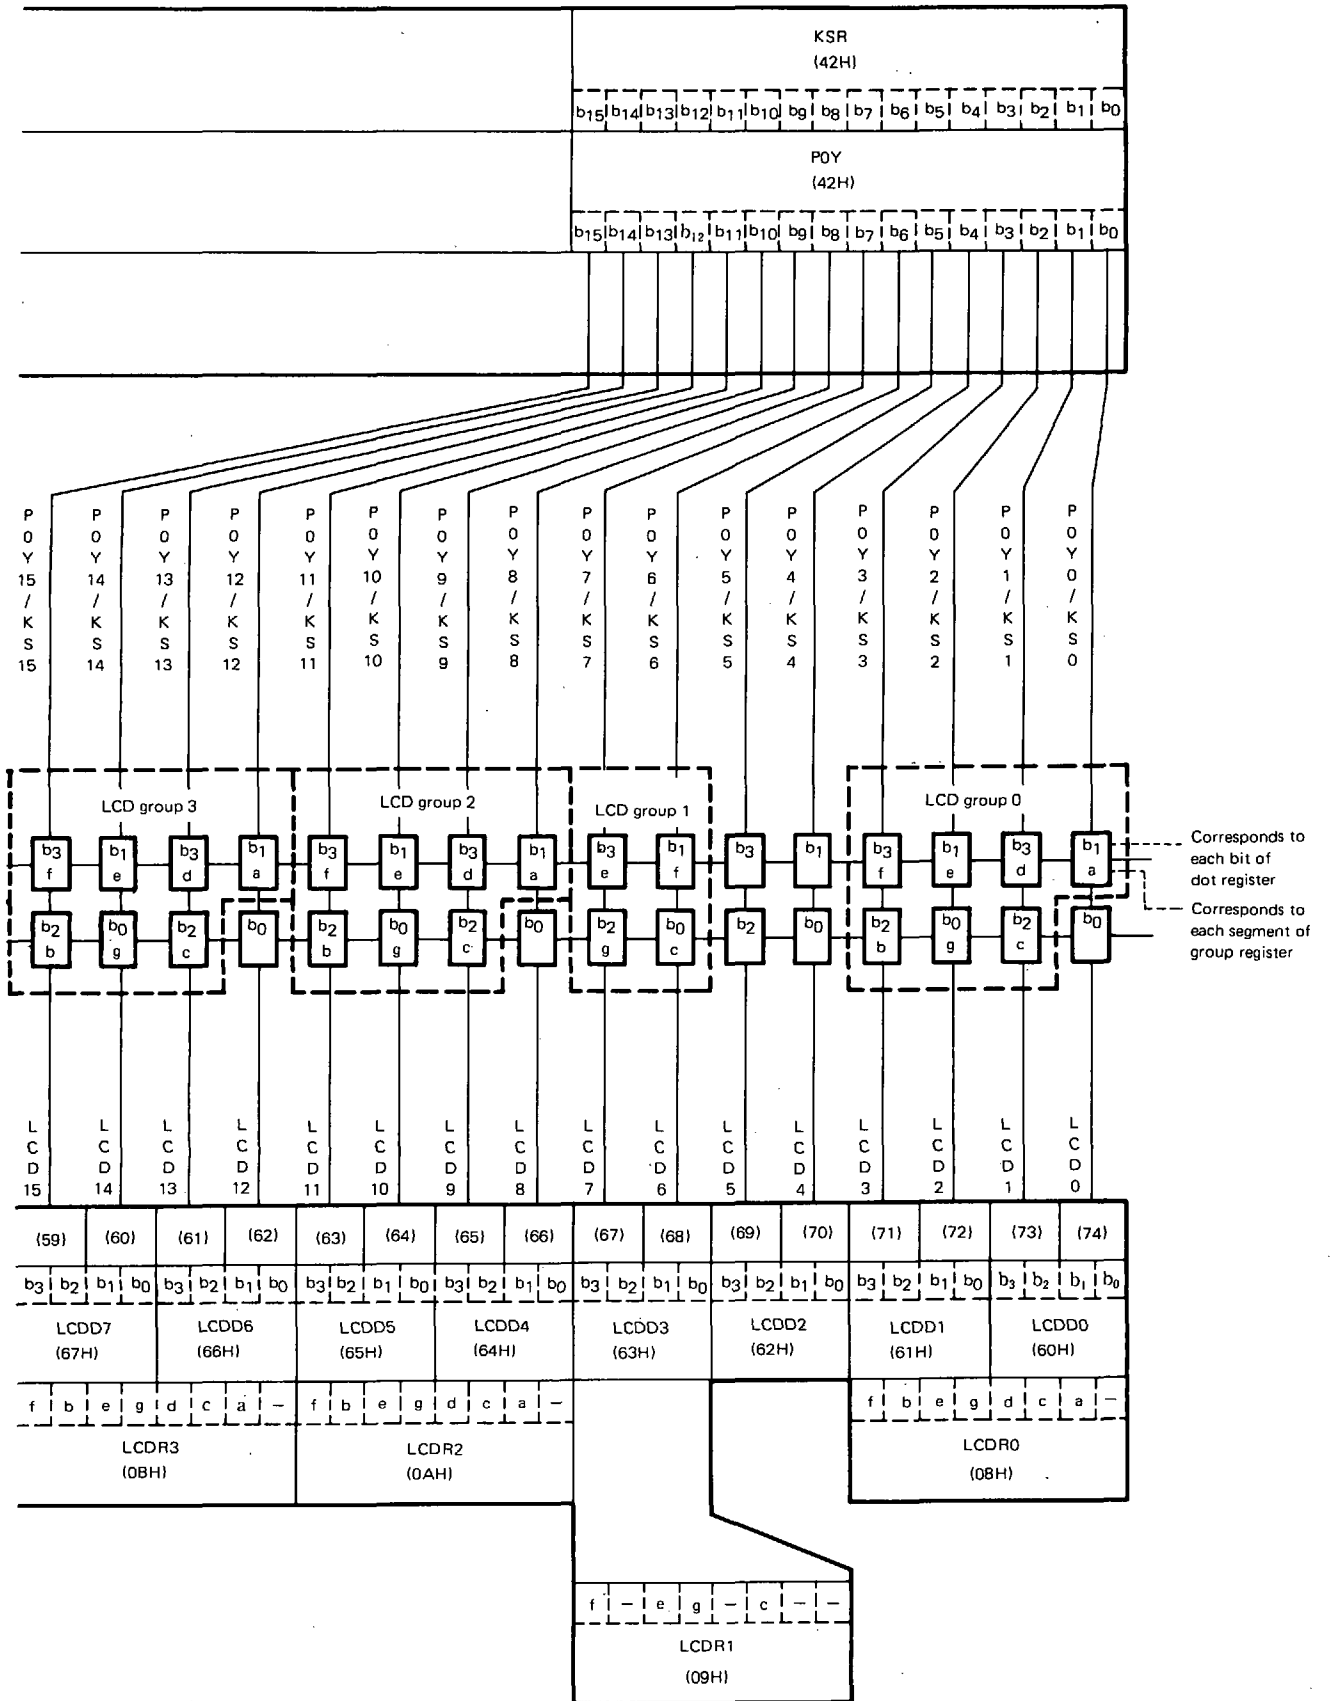 KSR
(42H)
b15 b14 b13 b12 b11 b10 b9 b8 b7 b6 b5 b4 b3 b2 b1 b0
P0Y
(42H)
b15 b14 b13 b12 b11 b10 b9 b8 b7 b6 b5 b4 b3 b2 b1 b0
P0Y15/KS15
P0Y14/KS14
P0Y13/KS13
P0Y12/KS12
P0Y11/KS11
P0Y10/KS10
P0Y9/KS9
P0Y8/KS8
P0Y7/KS7
P0Y6/KS6
P0Y5/KS5
P0Y4/KS4
P0Y3/KS3
P0Y2/KS2
P0Y1/KS1
P0Y0/KS0
LCD group 3 LCD group 2 LCD group 1 LCD group 0
b3 b1 b3 b1 b3 b1 b3 b1 b3 b1 b3 b1 b3 b1 b3 b1
f e d a f e d a e f f e d a
b2 b0 b2 b0 b2 b0 b2 b0 b2 b0 b2 b0 b2 b0 b2 b0
b g c b g c g c b g c
Corresponds to
each bit of
dot register
Corresponds to
each segment of
group register
LCD15
LCD14
LCD13
LCD12
LCD11
LCD10
LCD9
LCD8
LCD7
LCD6
LCD5
LCD4
LCD3
LCD2
LCD1
LCD0
(59) (60) (61) (62) (63) (64) (65) (66) (67) (68) (69) (70) (71) (72) (73) (74)
b3 b2 b1 b0 b3 b2 b1 b0 b3 b2 b1 b0 b3 b2 b1 b0 b3 b2 b1 b0 b3 b2 b1 b0 b3 b2 b1 b0 b3 b2 b1 b0
LCDD7 LCDD6 LCDD5 LCDD4 LCDD3 LCDD2 LCDD1 LCDD0
(67H) (66H) (65H) (64H) (63H) (62H) (61H) (60H)
f b e g d c a – f b e g d c a – f b e g d c a –
LCDR3 LCDR2 LCDR0
(0BH) (0AH) (08H)
f – e g – c – –
LCDR1
(09H)